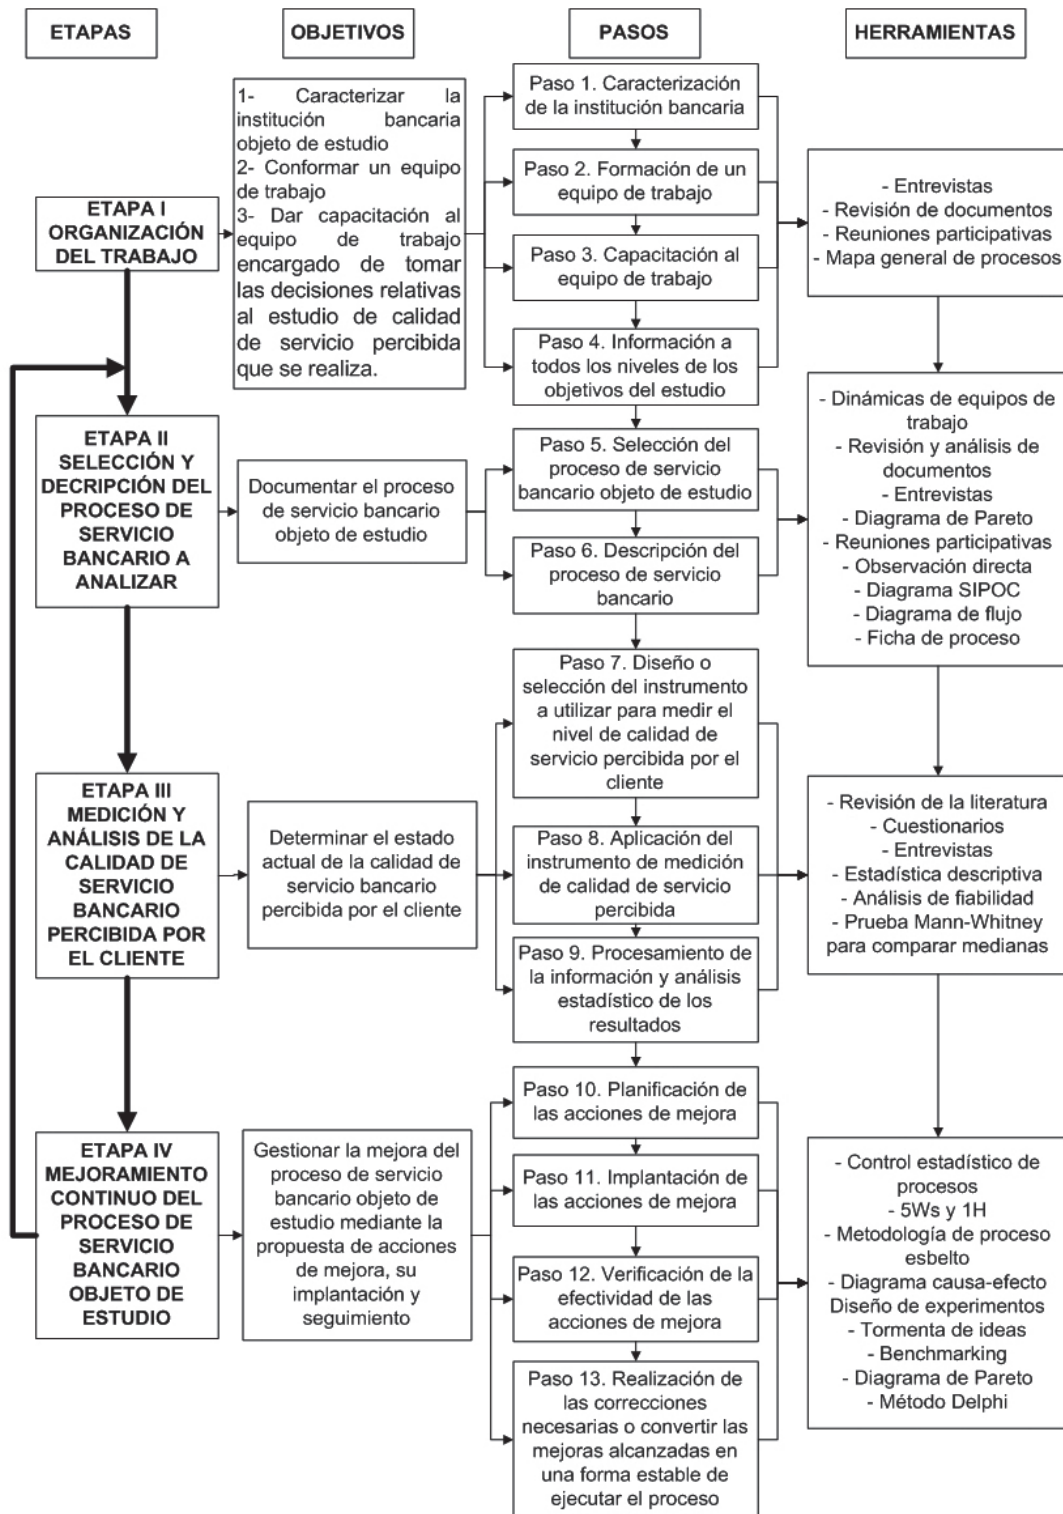 ETAPAS
OBJETIVOS
PASOS
HERRAMIENTAS
ETAPA I
ORGANIZACIÓN
DEL TRABAJO
1- Caracterizar la
institución bancaria
objeto de estudio
2- Conformar un equipo
de trabajo
3- Dar capacitación al
equipo de trabajo
encargado de tomar
las decisiones relativas
al estudio de calidad
de servicio percibida
que se realiza.
Paso 1. Caracterización
de la institución bancaria
Paso 2. Formación de un
equipo de trabajo
Paso 3. Capacitación al
equipo de trabajo
Paso 4. Información a
todos los niveles de los
objetivos del estudio
- Entrevistas
- Revisión de documentos
- Reuniones participativas
- Mapa general de procesos
ETAPA II
SELECCIÓN Y
DECRIPCIÓN DEL
PROCESO DE
SERVICIO
BANCARIO A
ANALIZAR
Documentar el proceso
de servicio bancario
objeto de estudio
Paso 5. Selección del
proceso de servicio
bancario objeto de estudio
Paso 6. Descripción del
proceso de servicio
bancario
- Dinámicas de equipos de
trabajo
- Revisión y análisis de
documentos
- Entrevistas
- Diagrama de Pareto
- Reuniones participativas
- Observación directa
- Diagrama SIPOC
- Diagrama de flujo
- Ficha de proceso
ETAPA III
MEDICIÓN Y
ANÁLISIS DE LA
CALIDAD DE
SERVICIO
BANCARIO
PERCIBIDA POR
EL CLIENTE
Determinar el estado
actual de la calidad de
servicio bancario
percibida por el cliente
Paso 7. Diseño o
selección del instrumento
a utilizar para medir el
nivel de calidad de
servicio percibida por el
cliente
Paso 8. Aplicación del
instrumento de medición
de calidad de servicio
percibida
Paso 9. Procesamiento de
la información y análisis
estadístico de los
resultados
- Revisión de la literatura
- Cuestionarios
- Entrevistas
- Estadística descriptiva
- Análisis de fiabilidad
- Prueba Mann-Whitney
para comparar medianas
ETAPA IV
MEJORAMIENTO
CONTINUO DEL
PROCESO DE
SERVICIO
BANCARIO
OBJETO DE
ESTUDIO
Gestionar la mejora del
proceso de servicio
bancario objeto de
estudio mediante la
propuesta de acciones
de mejora, su
implantación y
seguimiento
Paso 10. Planificación de
las acciones de mejora
Paso 11. Implantación de
las acciones de mejora
Paso 12. Verificación de la
efectividad de las
acciones de mejora
Paso 13. Realización de
las correcciones
necesarias o convertir las
mejoras alcanzadas en
una forma estable de
ejecutar el proceso
- Control estadístico de
procesos
- 5Ws y 1H
- Metodología de proceso
esbelto
- Diagrama causa-efecto
Diseño de experimentos
- Tormenta de ideas
- Benchmarking
- Diagrama de Pareto
- Método Delphi